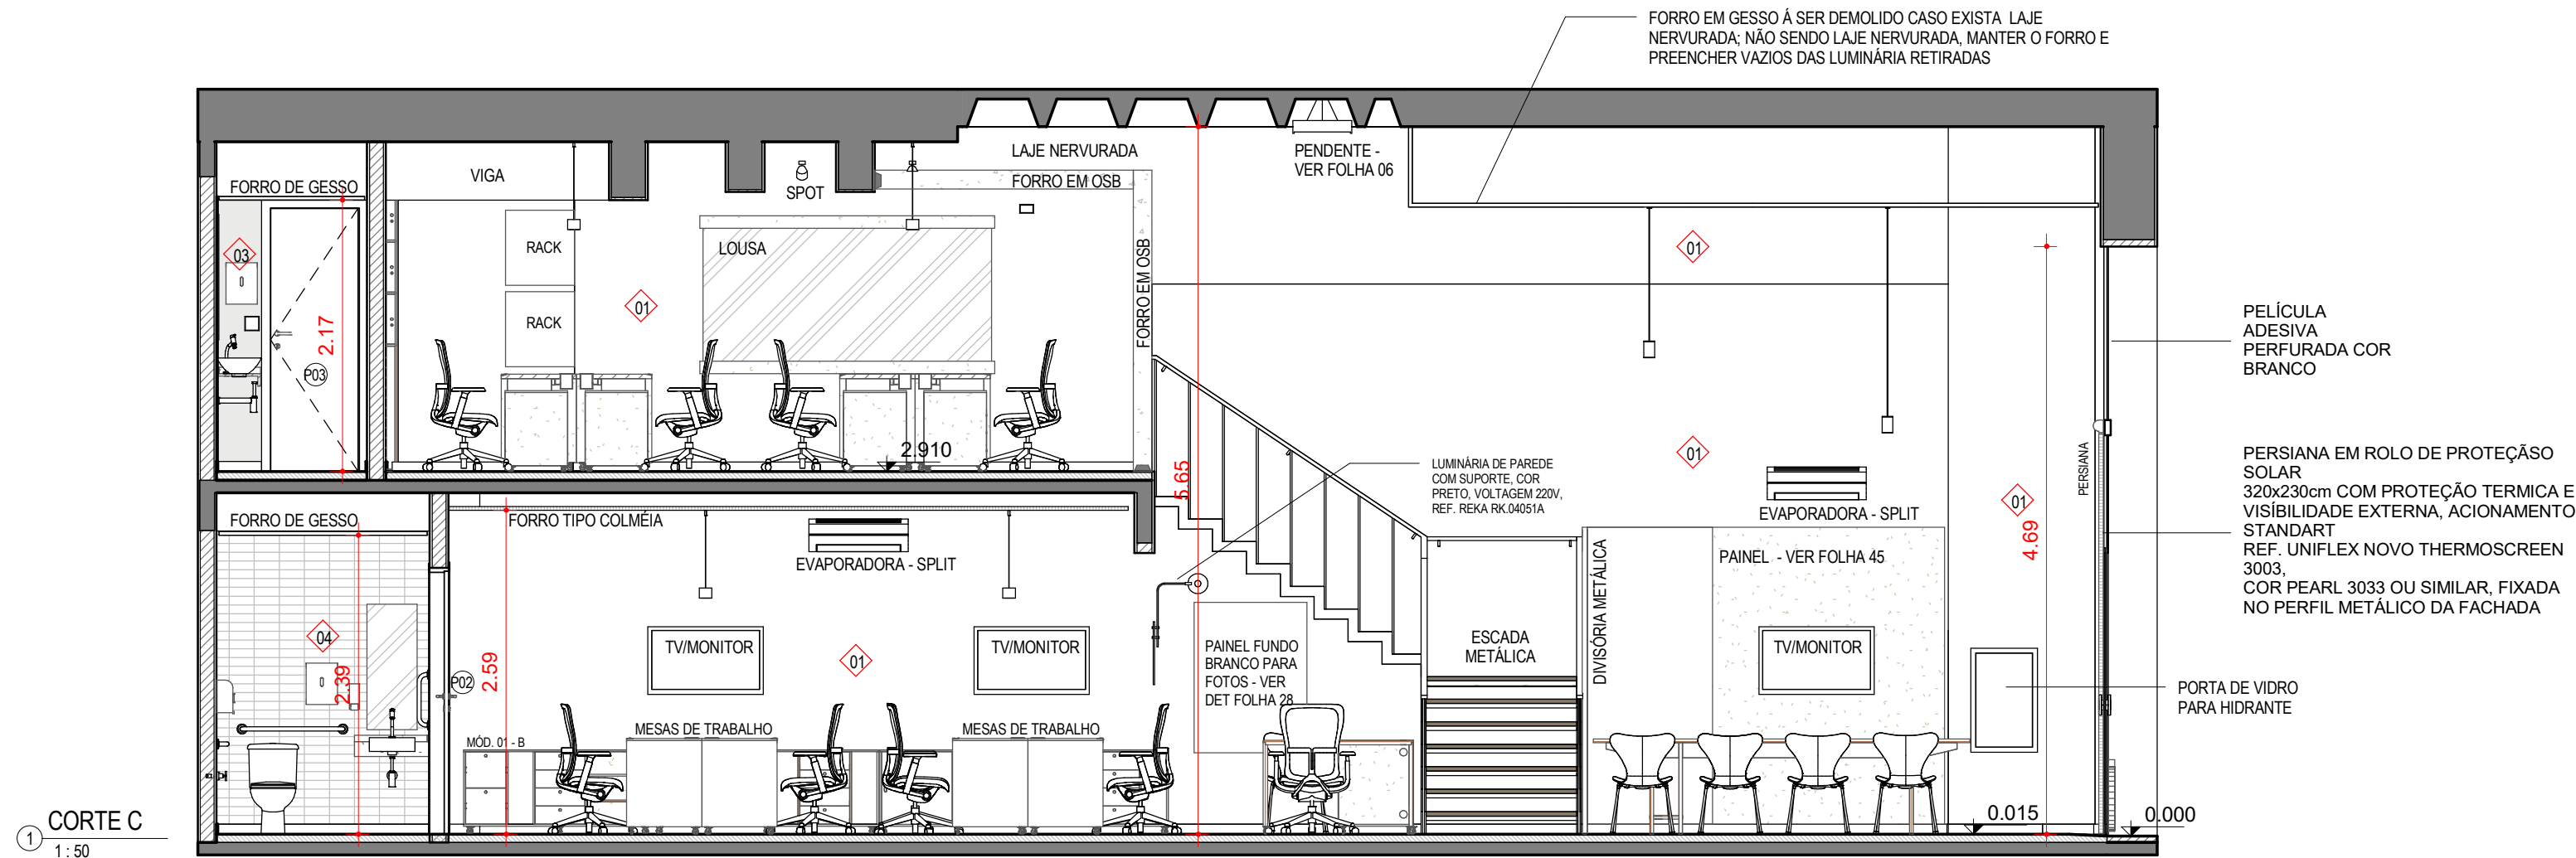 FORRO EM GESSO Á SER DEMOLIDO CASO EXISTA LAJE
NERVURADA; NÃO SENDO LAJE NERVURADA, MANTER O FORRO E
PREENCHER VAZIOS DAS LUMINÁRIA RETIRADAS
LAJE NERVURADA
PENDENTE -
VER FOLHA 06
VIGA
FORRO DE GESSO
SPOT
FORRO EM OSB
RACK
LOUSA
FORRO EM OSB
03
01
01
RACK
2.17
P03
PELÍCULA
ADESIVA
PERFURADA COR
BRANCO
2.910
5.65
LUMINÁRIA DE PAREDE
COM SUPORTE, COR
PRETO, VOLTAGEM 220V,
REF. REKA RK.04051A
01
PERSIANA
01
4.69
EVAPORADORA - SPLIT
PERSIANA EM ROLO DE PROTEÇÃSO
SOLAR
320x230cm COM PROTEÇÃO TERMICA E
VISÍBILIDADE EXTERNA, ACIONAMENTO
STANDART
REF. UNIFLEX NOVO THERMOSCREEN
3003,
COR PEARL 3033 OU SIMILAR, FIXADA
NO PERFIL METÁLICO DA FACHADA
FORRO DE GESSO
FORRO TIPO COLMÉIA
EVAPORADORA - SPLIT
DIVISÓRIA METÁLICA
PAINEL - VER FOLHA 45
04
2.39
P02
2.59
TV/MONITOR
01
TV/MONITOR
PAINEL FUNDO
BRANCO PARA
FOTOS - VER
DET FOLHA 28
ESCADA
METÁLICA
TV/MONITOR
PORTA DE VIDRO
PARA HIDRANTE
MÓD. 01 - B
MESAS DE TRABALHO
MESAS DE TRABALHO
0.015
0.000
1
CORTE C
1 : 50